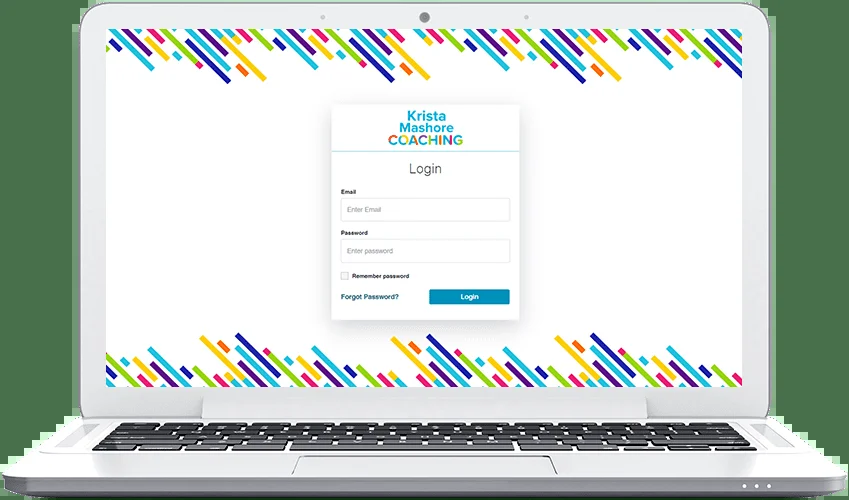 Krista
Mashore
COACHING
Login
Email
Enter Email
Password
Enter password
Remember password
Forgot Password?
Login